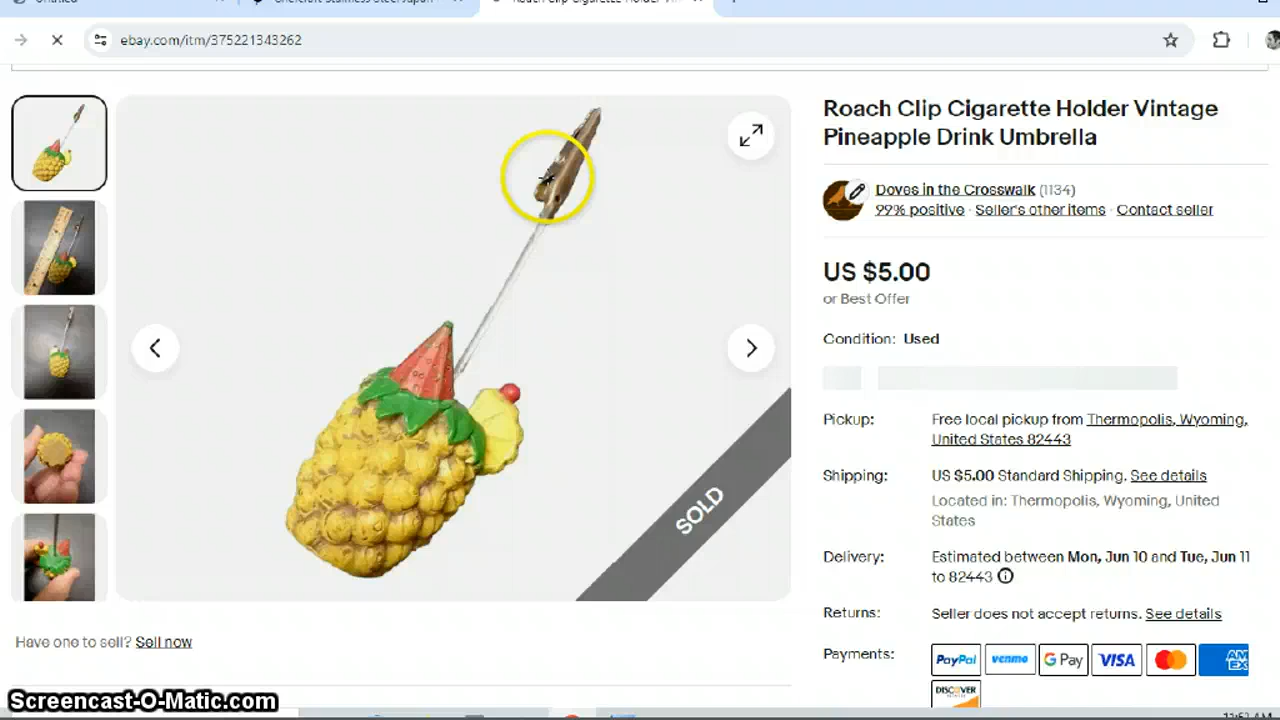 ebay.com/itm/375221343262
Roach Clip Cigarette Holder Vintage
Pineapple Drink Umbrella
Doves in the Crosswalk (1134)
99% positive · Seller's other items · Contact seller
US $5.00
or Best Offer
Condition: Used
Pickup: Free local pickup from Thermopolis, Wyoming,
United States 82443
Shipping: US $5.00 Standard Shipping. See details
Located in: Thermopolis, Wyoming, United
States
Delivery: Estimated between Mon, Jun 10 and Tue, Jun 11
to 82443
Returns: Seller does not accept returns. See details
Payments: PayPal venmo G Pay VISA AM EX
DISCOVER
SOLD
Have one to sell? Sell now
Screencast-O-Matic.com